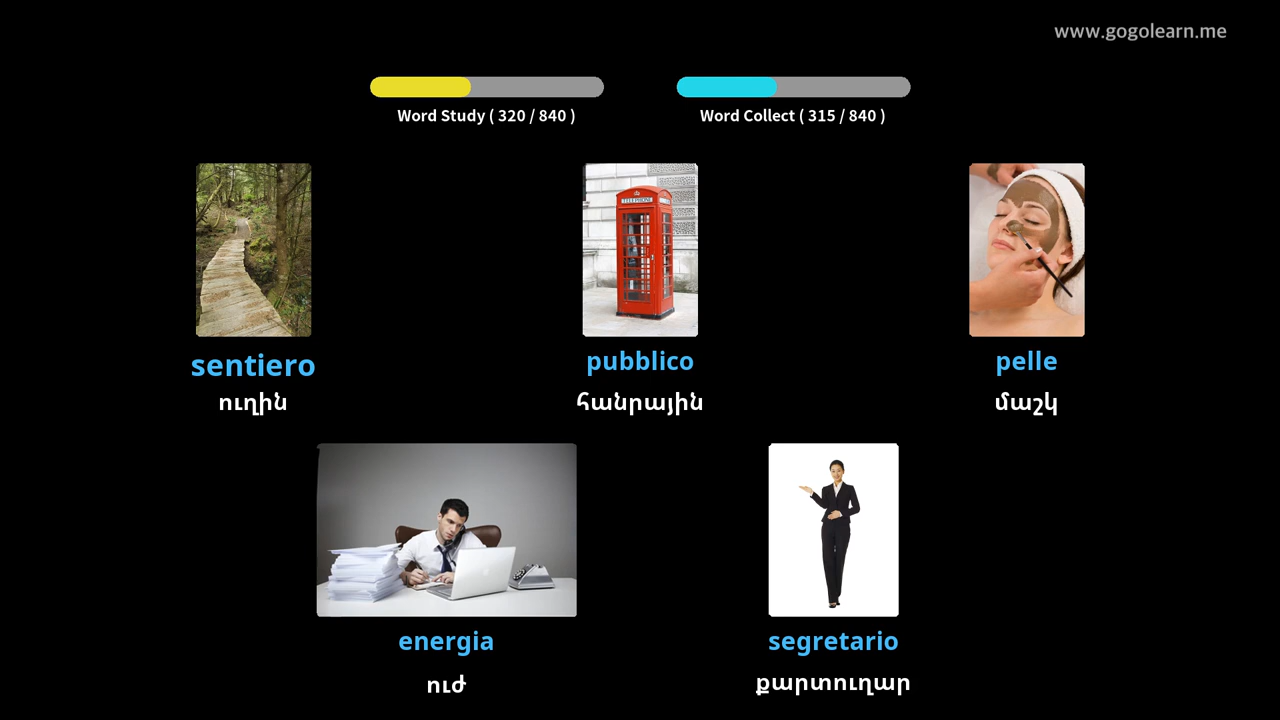 www.gogolearn.me
Word Study ( 320 / 840 )
Word Collect ( 315 / 840 )
TELEPHONE
sentiero
ուղին
pubblico
հանրային
pelle
մաշկ
energia
ուժ
segretario
քարտուղար